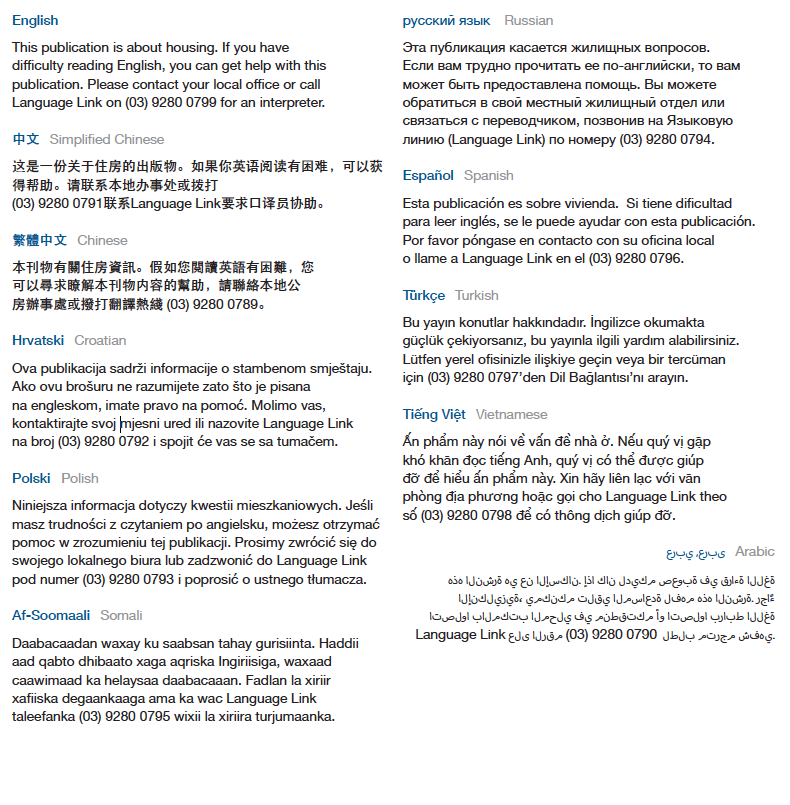 English
This publication is about housing. If you have
difficulty reading English, you can get help with this
publication. Please contact your local office or call
Language Link on (03) 9280 0799 for an interpreter.
中文 Simplified Chinese
这是一份关于住房的出版物。如果你英语阅读有困难，可以获
得帮助。请联系本地办事处或拨打
(03) 9280 0791联系Language Link要求口译员协助。
繁體中文 Chinese
本刊物有關住房資訊。假如您閱讀英語有困難，您
可以尋求瞭解本刊物内容的幫助，請聯絡本地公
房辦事處或撥打翻譯熱綫 (03) 9280 0789。
Hrvatski Croatian
Ova publikacija sadrži informacije o stambenom smještaju.
Ako ovu brošuru ne razumijete zato što je pisana
na engleskom, imate pravo na pomoć. Molimo vas,
kontaktirajte svoj mjesni ured ili nazovite Language Link
na broj (03) 9280 0792 i spojit će vas se sa tumačem.
Polski Polish
Niniejsza informacja dotyczy kwestii mieszkaniowych. Jeśli
masz trudności z czytaniem po angielsku, możesz otrzymać
pomoc w zrozumieniu tej publikacji. Prosimy zwrócić się do
swojego lokalnego biura lub zadzwonić do Language Link
pod numer (03) 9280 0793 i poprosić o ustnego tłumacza.
Af-Soomaali Somali
Daabacaadan waxay ku saabsan tahay gurisiinta. Haddii
aad qabto dhibaato xaga aqriska Ingiriisiga, waxaad
caawimaad ka helaysaa daabacaaan. Fadlan la xiriir
xafiiska degaankaaga ama ka wac Language Link
taleefanka (03) 9280 0795 wixii la xiriira turjumaanka.
русский язык Russian
Эта публикация касается жилищных вопросов.
Если вам трудно прочитать ее по-английски, то вам
может быть предоставлена помощь. Вы можете
обратиться в свой местный жилищный отдел или
связаться с переводчиком, позвонив на Языковую
линию (Language Link) по номеру (03) 9280 0794.
Español Spanish
Esta publicación es sobre vivienda. Si tiene dificultad
para leer inglés, se le puede ayudar con esta publicación.
Por favor póngase en contacto con su oficina local
o llame a Language Link en el (03) 9280 0796.
Türkçe Turkish
Bu yayın konutlar hakkındadır. İngilizce okumakta
güçlük çekiyorsanız, bu yayınla ilgili yardım alabilirsiniz.
Lütfen yerel ofisinizle ilişkiye geçin veya bir tercüman
için (03) 9280 0797’den Dil Bağlantısı’nı arayın.
Tiếng Việt Vietnamese
Ấn phẩm này nói về vấn đề nhà ở. Nếu quý vị gặp
khó khăn đọc tiếng Anh, quý vị có thể được giúp
đỡ để hiểu ấn phẩm này. Xin hãy liên lạc với văn
phòng địa phương hoặc gọi cho Language Link theo
số (03) 9280 0798 để có thông dịch giúp đỡ.
عربي ,عربى Arabic
هذه النشرة هي عن الإسكان. إذا كان لديكم صعوبة في قراءة اللغة
الإنكليزية، يمكنكم تلقي المساعدة لفهم هذه النشرة. رجاءً
اتصلوا بالمكتب المحلي في منطقتكم أو اتصلوا برابط اللغة
Language Link على الرقم (03) 9280 0790 لطلب مترجم شفهي.